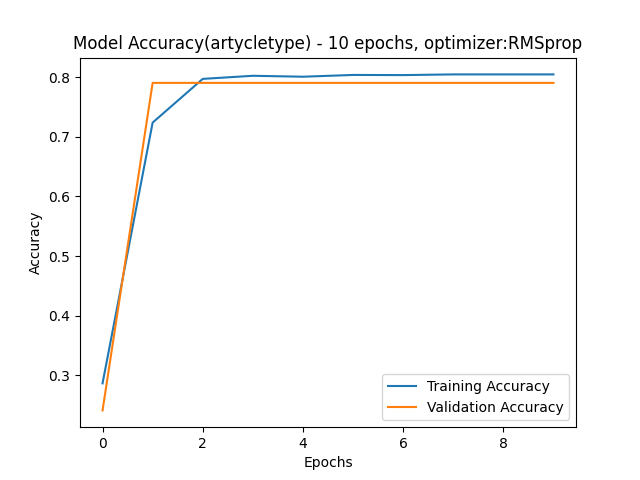 Model Accuracy(artycletype) - 10 epochs, optimizer:RMSprop
0.8
0.7
0.6
0.5
0.4
0.3
Accuracy
0 2 4 6 8
Epochs
Training Accuracy
Validation Accuracy